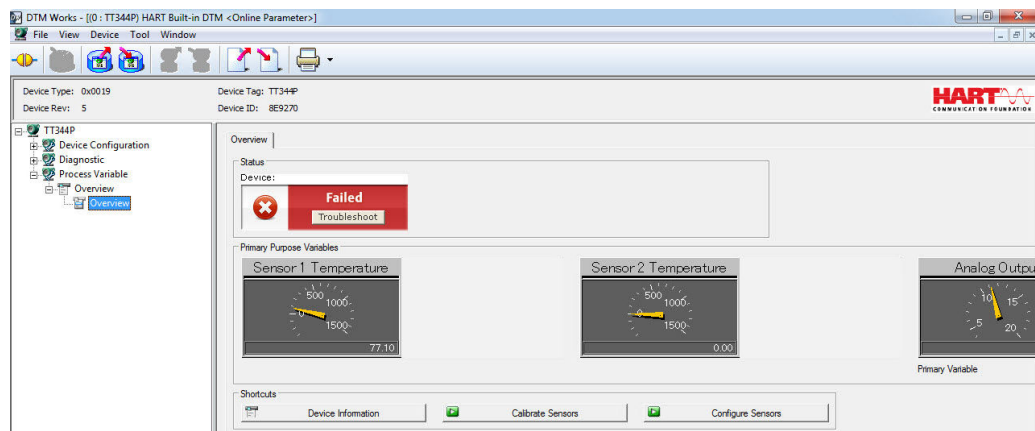 DTM Works - [(0 : TT344P) HART Built-in DTM <Online Parameter>]
File View Device Tool Window
Device Type: 0x0019 Device Tag: TT344P
Device Rev: 5 Device ID: 8E9270
HART
COMMUNICATION FOUNDATION
TT344P
Device Configuration
Diagnostic
Process Variable
Overview
Overview
Overview
Status
Device:
Failed
Troubleshoot
Primary Purpose Variables
Sensor 1 Temperature
0 500 1000 1500
77.10
Sensor 2 Temperature
0 500 1000 1500
0.00
Analog Outpu
5 10 15 20
Primary Variable
Shortcuts
Device Information Calibrate Sensors Configure Sensors